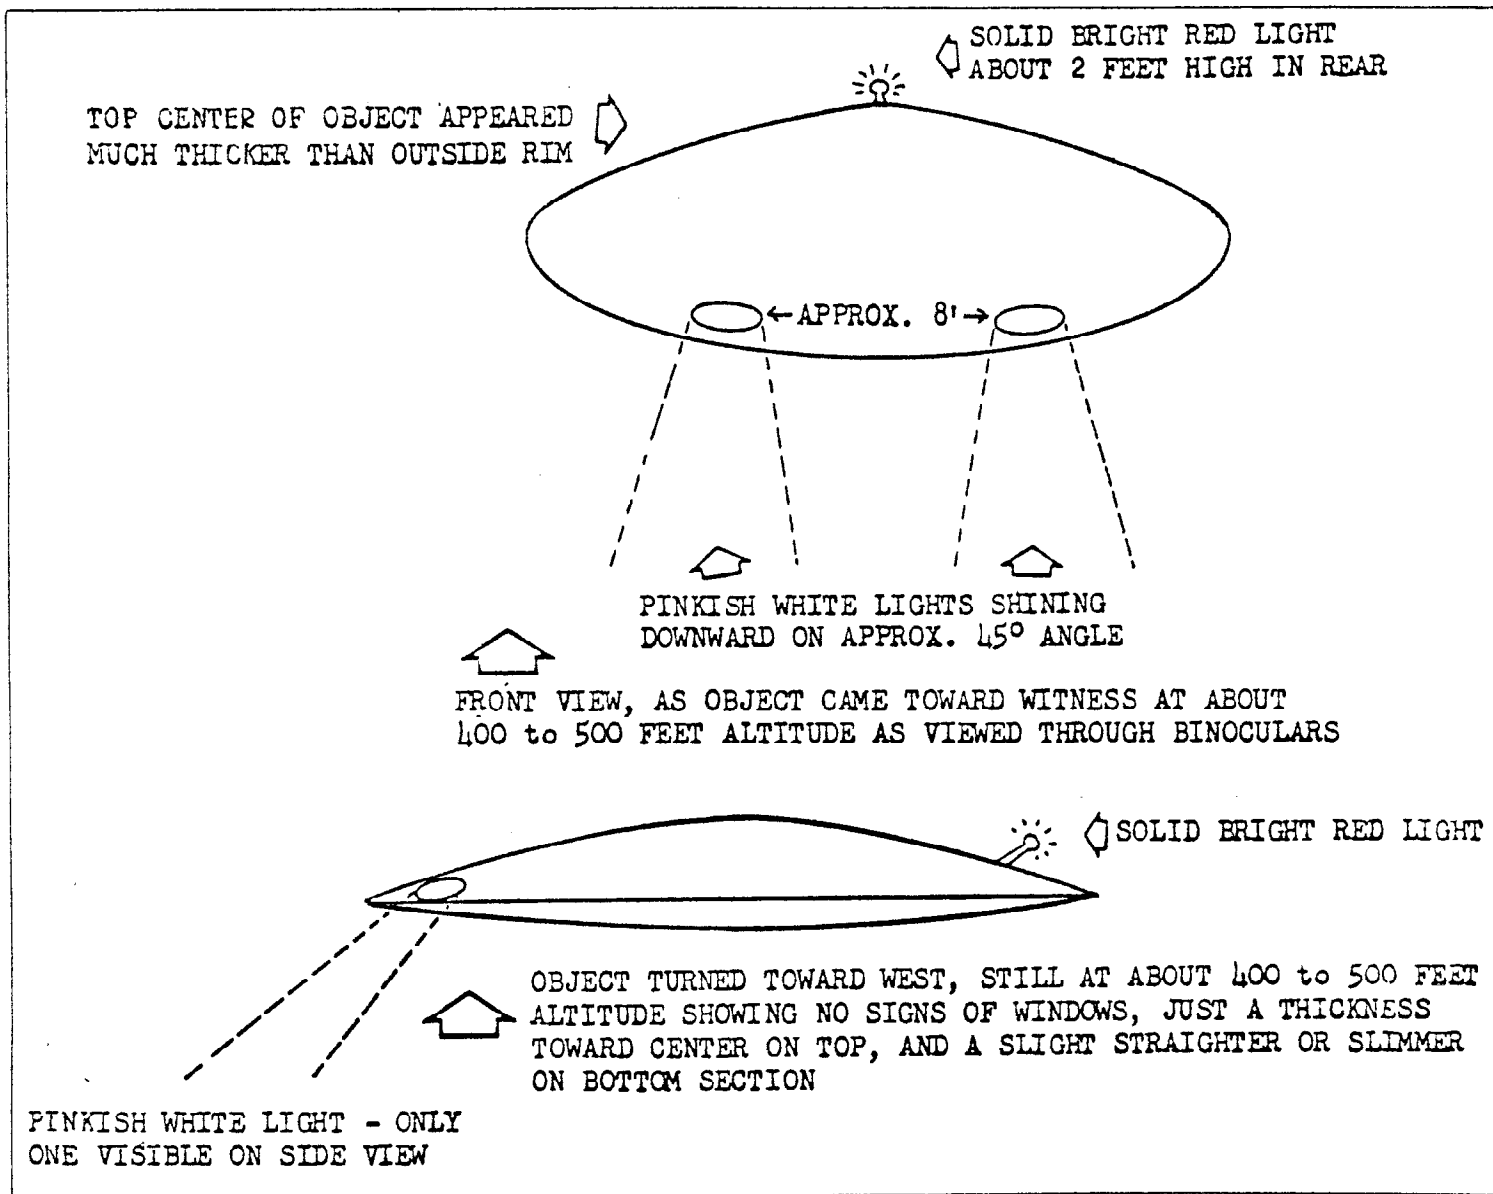 SOLID BRIGHT RED LIGHT
ABOUT 2 FEET HIGH IN REAR
TOP CENTER OF OBJECT APPEARED
MUCH THICKER THAN OUTSIDE RIM
←APPROX. 8'→
PINKISH WHITE LIGHTS SHINING
DOWNWARD ON APPROX. 45° ANGLE
FRONT VIEW, AS OBJECT CAME TOWARD WITNESS AT ABOUT
400 to 500 FEET ALTITUDE AS VIEWED THROUGH BINOCULARS
SOLID BRIGHT RED LIGHT
OBJECT TURNED TOWARD WEST, STILL AT ABOUT 400 to 500 FEET
ALTITUDE SHOWING NO SIGNS OF WINDOWS, JUST A THICKNESS
TOWARD CENTER ON TOP, AND A SLIGHT STRAIGHTER OR SLIMMER
ON BOTTOM SECTION
PINKISH WHITE LIGHT - ONLY
ONE VISIBLE ON SIDE VIEW